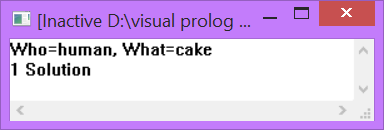 [Inactive D:\visual prolog ...
Who=human, What=cake
1 Solution